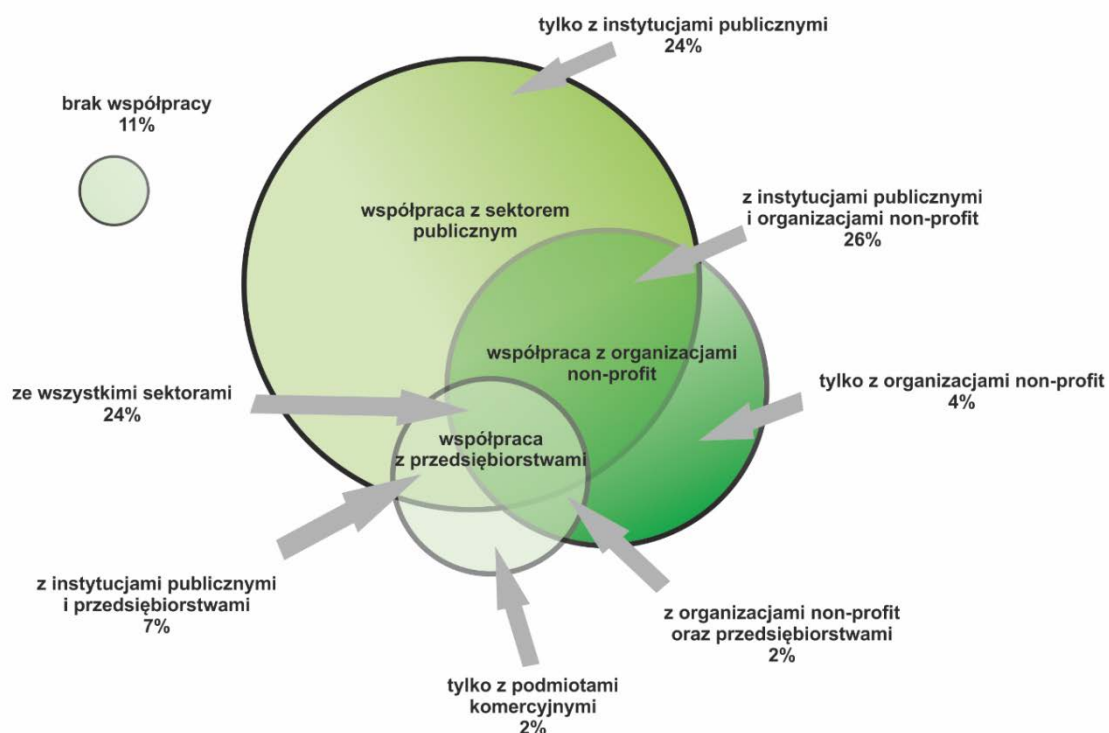 tylko z instytucjami publicznymi
24%
brak współpracy
11%
z instytucjami publicznymi
i organizacjami non-profit
26%
współpraca z sektorem
publicznym
współpraca z organizacjami
non-profit
ze wszystkimi sektorami
24%
tylko z organizacjami non-profit
4%
współpraca
z przedsiębiorstwami
z instytucjami publicznymi
i przedsiębiorstwami
7%
z organizacjami non-profit
oraz przedsiębiorstwami
2%
tylko z podmiotami
komercyjnymi
2%